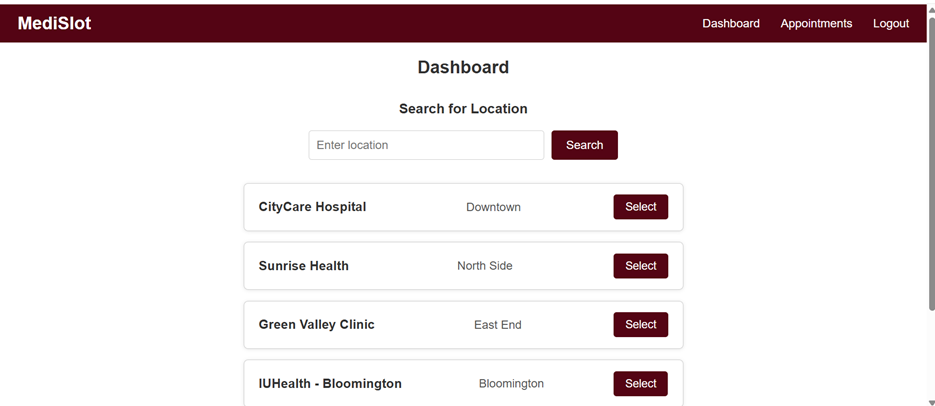 MediSlot Dashboard Appointments Logout
Dashboard
Search for Location
Enter location Search
CityCare Hospital Downtown Select
Sunrise Health North Side Select
Green Valley Clinic East End Select
IUHealth - Bloomington Bloomington Select